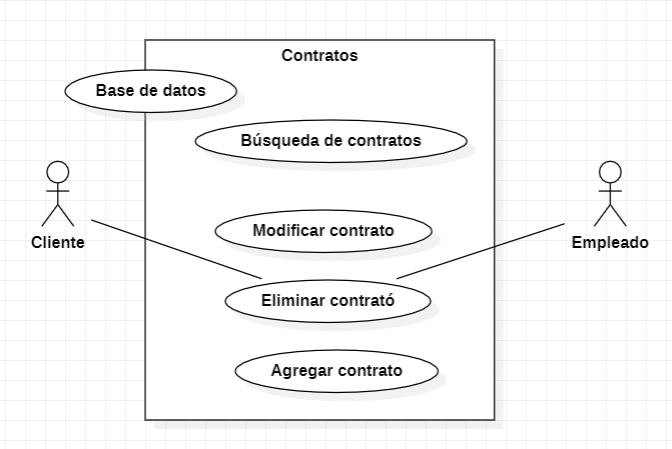 Contratos
Base de datos
Búsqueda de contratos
Modificar contrato
Cliente
Empleado
Eliminar contrató
Agregar contrato